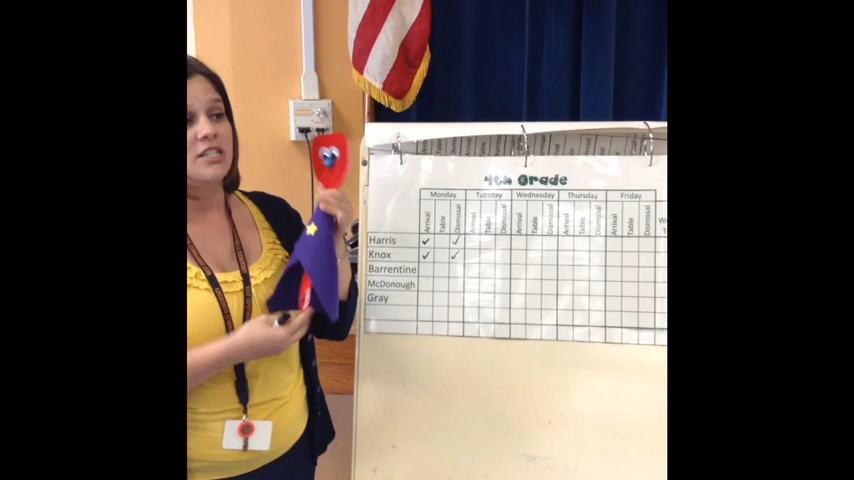 4th Grade
Monday Tuesday Wednesday Thursday Friday
Arrival Table Dismissal Arrival Table Dismissal Arrival Table Dismissal Arrival Table Dismissal Arrival Table Dismissal
Harris ✓ ✓
Knox ✓ ✓
Barrentine
McDonough
Gray